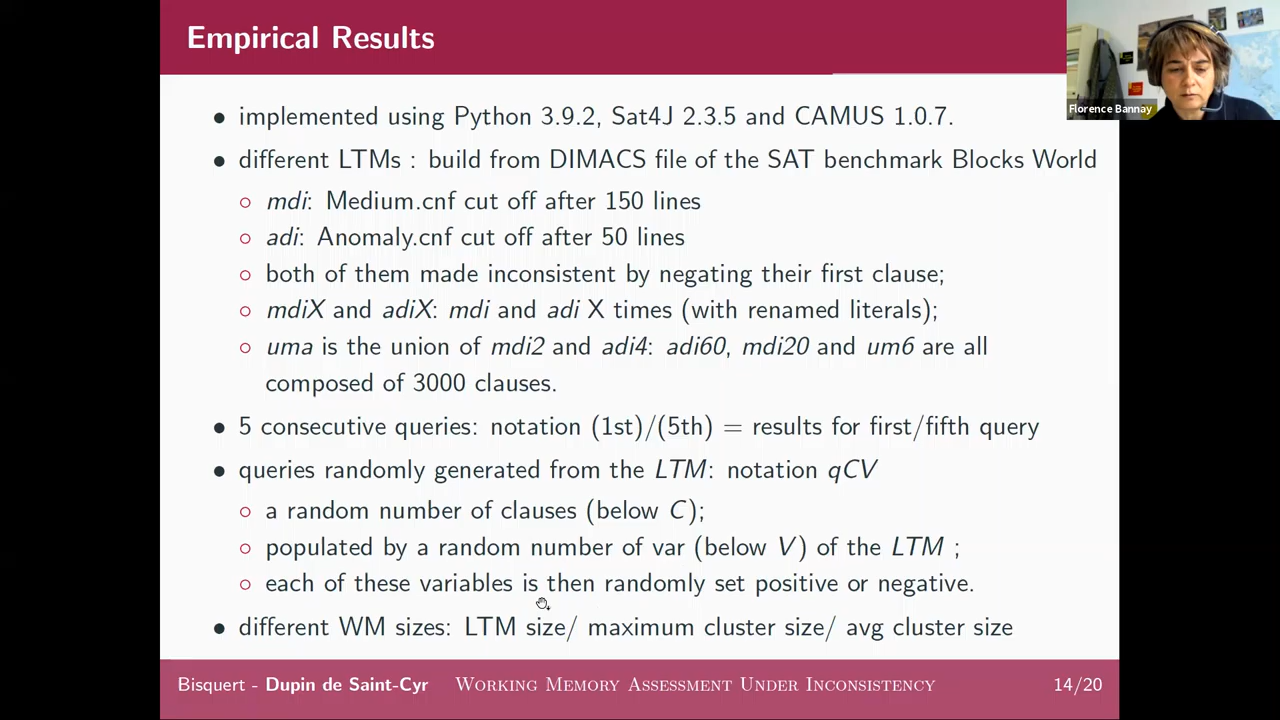 Empirical Results
Florence Bannay
• implemented using Python 3.9.2, Sat4J 2.3.5 and CAMUS 1.0.7.
• different LTMs : build from DIMACS file of the SAT benchmark Blocks World
○ mdi: Medium.cnf cut off after 150 lines
○ adi: Anomaly.cnf cut off after 50 lines
○ both of them made inconsistent by negating their first clause;
○ mdiX and adiX: mdi and adi X times (with renamed literals);
○ uma is the union of mdi2 and adi4: adi60, mdi20 and um6 are all
composed of 3000 clauses.
• 5 consecutive queries: notation (1st)/(5th) = results for first/fifth query
• queries randomly generated from the LTM: notation qCV
○ a random number of clauses (below C);
○ populated by a random number of var (below V) of the LTM ;
○ each of these variables is then randomly set positive or negative.
• different WM sizes: LTM size/ maximum cluster size/ avg cluster size
Bisquert - Dupin de Saint-Cyr Working Memory Assessment Under Inconsistency 14/20